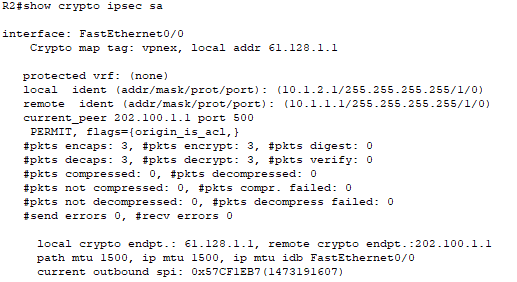 R2#show crypto ipsec sa
interface: FastEthernet0/0
Crypto map tag: vpnex, local addr 61.128.1.1
protected vrf: (none)
local ident (addr/mask/prot/port): (10.1.2.1/255.255.255.255/1/0)
remote ident (addr/mask/prot/port): (10.1.1.1/255.255.255.255/1/0)
current_peer 202.100.1.1 port 500
PERMIT, flags={origin_is_acl,}
#pkts encaps: 3, #pkts encrypt: 3, #pkts digest: 0
#pkts decaps: 3, #pkts decrypt: 3, #pkts verify: 0
#pkts compressed: 0, #pkts decompressed: 0
#pkts not compressed: 0, #pkts compr. failed: 0
#pkts not decompressed: 0, #pkts decompress failed: 0
#send errors 0, #recv errors 0
local crypto endpt.: 61.128.1.1, remote crypto endpt.:202.100.1.1
path mtu 1500, ip mtu 1500, ip mtu idb FastEthernet0/0
current outbound spi: 0x57CF1EB7(1473191607)